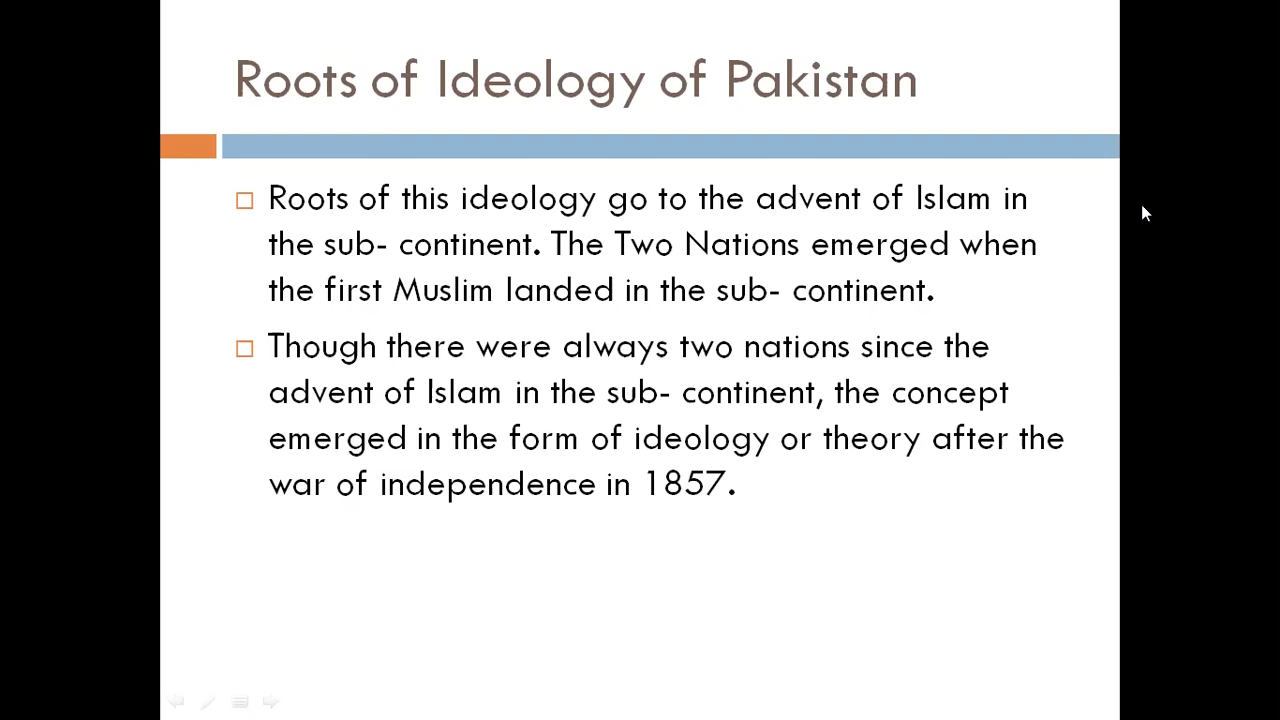 Roots of Ideology of Pakistan
Roots of this ideology go to the advent of Islam in
the sub- continent. The Two Nations emerged when
the first Muslim landed in the sub- continent.
Though there were always two nations since the
advent of Islam in the sub- continent, the concept
emerged in the form of ideology or theory after the
war of independence in 1857.